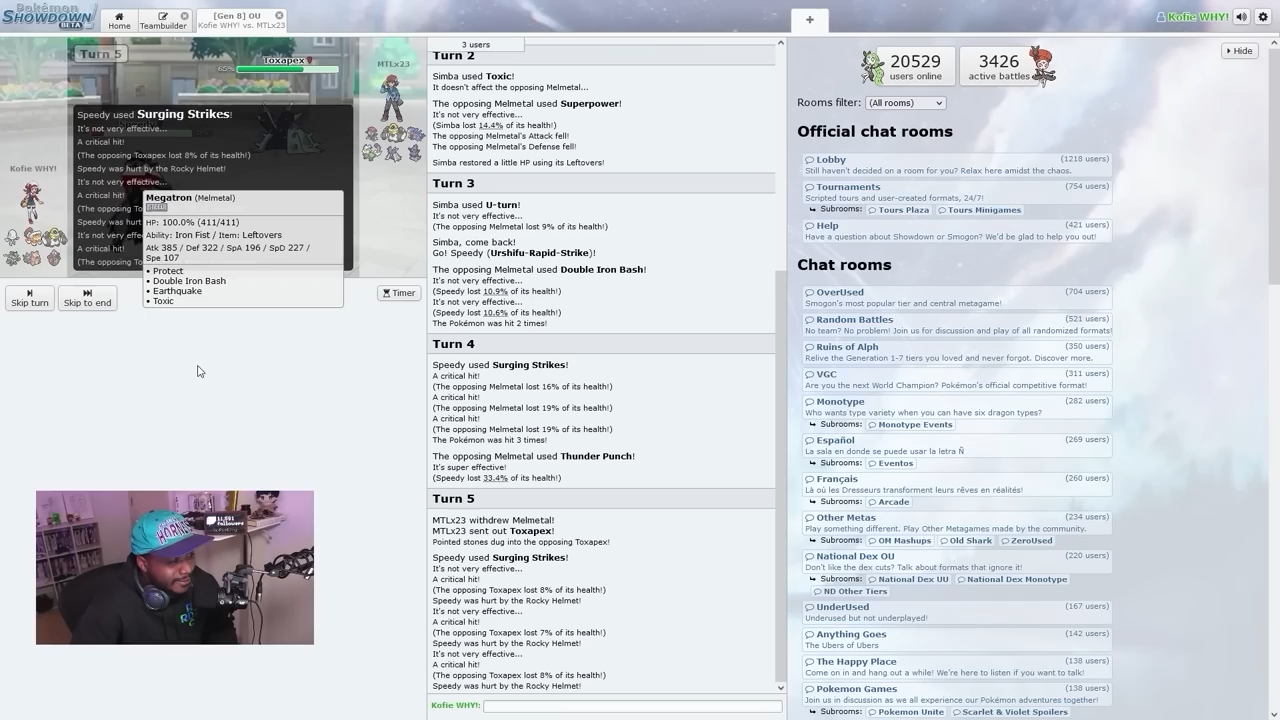 Pokémon
SHOWDOWN
BETA
Home
Teambuilder
[Gen 8] OU
Kofie WHY! vs. MTLx23
+
Kofie WHY!
Turn 5
Toxapex
65%
MTLx23
Kofie WHY!
Speedy used Surging Strikes!
It's not very effective...
A critical hit!
(The opposing Toxapex lost 8% of its health!)
Speedy was hurt by the Rocky Helmet!
It's not very effective...
A critical hit!
(The opposing To
Speedy was hurt
It's not very effe
A critical hit!
(The opposing To
Megatron (Melmetal)
STEEL
HP: 100.0% (411/411)
Ability: Iron Fist / Item: Leftovers
Atk 385 / Def 322 / SpA 196 / SpD 227 /
Spe 107
• Protect
• Double Iron Bash
• Earthquake
• Toxic
Skip turn
Skip to end
Timer
11,591
followers
3 users
Turn 2
Simba used Toxic!
It doesn't affect the opposing Melmetal...
The opposing Melmetal used Superpower!
It's not very effective...
(Simba lost 14.4% of its health!)
The opposing Melmetal's Attack fell!
The opposing Melmetal's Defense fell!
Simba restored a little HP using its Leftovers!
Turn 3
Simba used U-turn!
It's not very effective...
(The opposing Melmetal lost 9% of its health!)
Simba, come back!
Go! Speedy (Urshifu-Rapid-Strike)!
The opposing Melmetal used Double Iron Bash!
It's not very effective...
(Speedy lost 10.9% of its health!)
It's not very effective...
(Speedy lost 10.6% of its health!)
The Pokémon was hit 2 times!
Turn 4
Speedy used Surging Strikes!
A critical hit!
(The opposing Melmetal lost 16% of its health!)
A critical hit!
(The opposing Melmetal lost 19% of its health!)
A critical hit!
(The opposing Melmetal lost 19% of its health!)
The Pokémon was hit 3 times!
The opposing Melmetal used Thunder Punch!
It's super effective!
(Speedy lost 33.4% of its health!)
Turn 5
MTLx23 withdrew Melmetal!
MTLx23 sent out Toxapex!
Pointed stones dug into the opposing Toxapex!
Speedy used Surging Strikes!
It's not very effective...
A critical hit!
(The opposing Toxapex lost 8% of its health!)
Speedy was hurt by the Rocky Helmet!
It's not very effective...
A critical hit!
(The opposing Toxapex lost 7% of its health!)
Speedy was hurt by the Rocky Helmet!
It's not very effective...
A critical hit!
(The opposing Toxapex lost 8% of its health!)
Speedy was hurt by the Rocky Helmet!
Kofie WHY!:
20529
users online
3426
active battles
Hide
Rooms filter: (All rooms)
Official chat rooms
Lobby (1218 users)
Still haven't decided on a room for you? Relax here amidst the chaos.
Tournaments (754 users)
Scripted tours and user-created formats, 24/7!
Subrooms: Tours Plaza Tours Minigames
Help (421 users)
Have a question about Showdown or Smogon? We'd be glad to help you out!
Chat rooms
OverUsed (704 users)
Smogon's most popular tier and central metagame!
Random Battles (521 users)
No team? No problem! Join us for discussion and play of all randomized formats!
Ruins of Alph (350 users)
Relive the Generation 1-7 tiers you loved and never forgot. Discover more.
VGC (311 users)
Are you the next World Champion? Pokémon's official competitive format!
Monotype (282 users)
Who wants type variety when you can have six dragon types?
Subrooms: Monotype Events
Español (269 users)
La sala en donde se puede usar la letra Ñ
Subrooms: Eventos
Français (260 users)
Là où les Dresseurs transforment leurs rêves en réalités!
Subrooms: Arcade
Other Metas (234 users)
Play something different. Play Other Metagames made by the community.
Subrooms: OM Mashups Old Shark ZeroUsed
National Dex OU (220 users)
Don't like the dex cuts? Talk about formats that ignore it!
Subrooms: National Dex UU National Dex Monotype
ND Other Tiers
UnderUsed (167 users)
Underused but not underplayed!
Anything Goes (142 users)
The Ubers of Ubers
The Happy Place (138 users)
Come on in and hang out a while! We're here to listen if you want to talk!
Pokemon Games (138 users)
Join us in discussion as we all experience our Pokémon adventures together!
Subrooms: Pokemon Unite Scarlet & Violet Spoilers